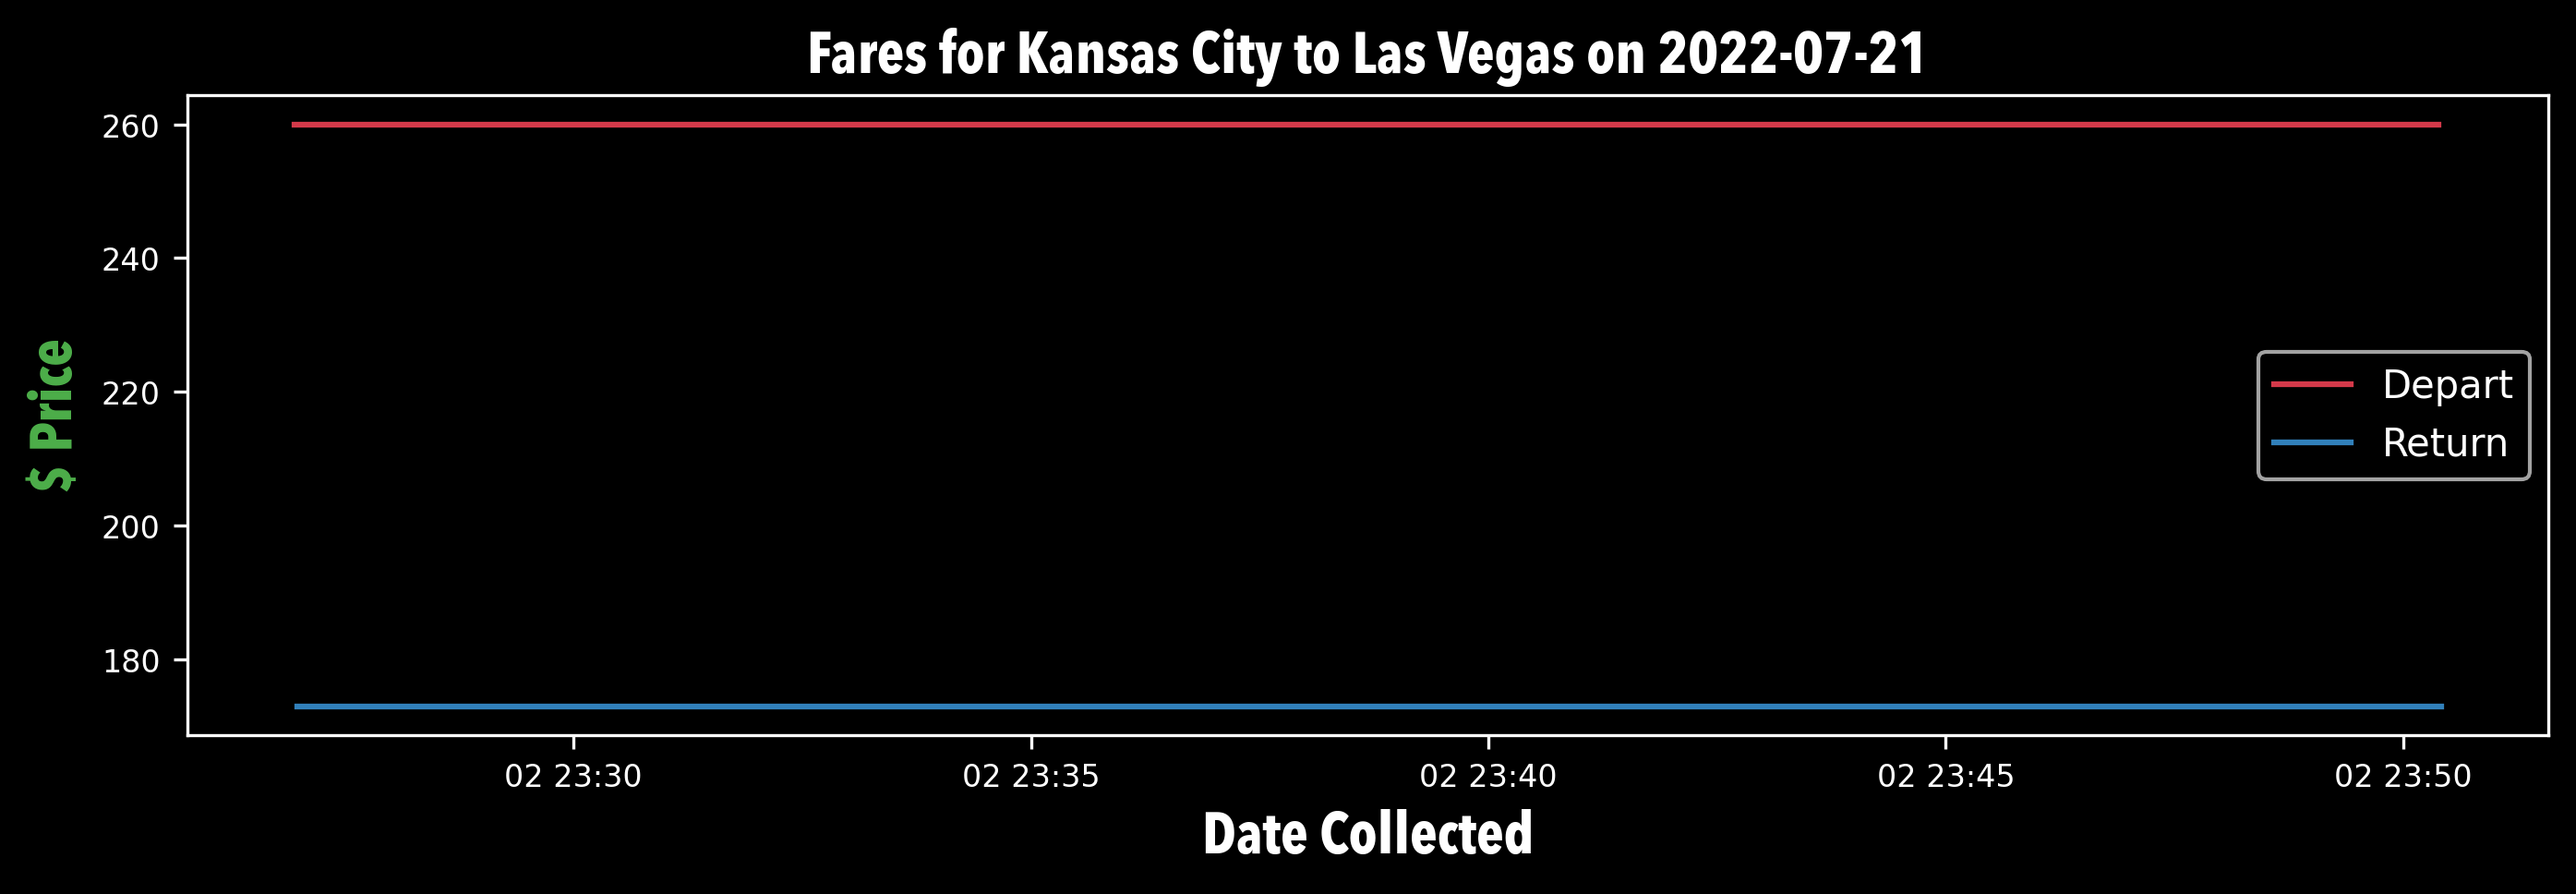 Fares for Kansas City to Las Vegas on 2022-07-21
260
240
220
200
180
$ Price
Depart
Return
02 23:30
02 23:35
02 23:40
02 23:45
02 23:50
Date Collected